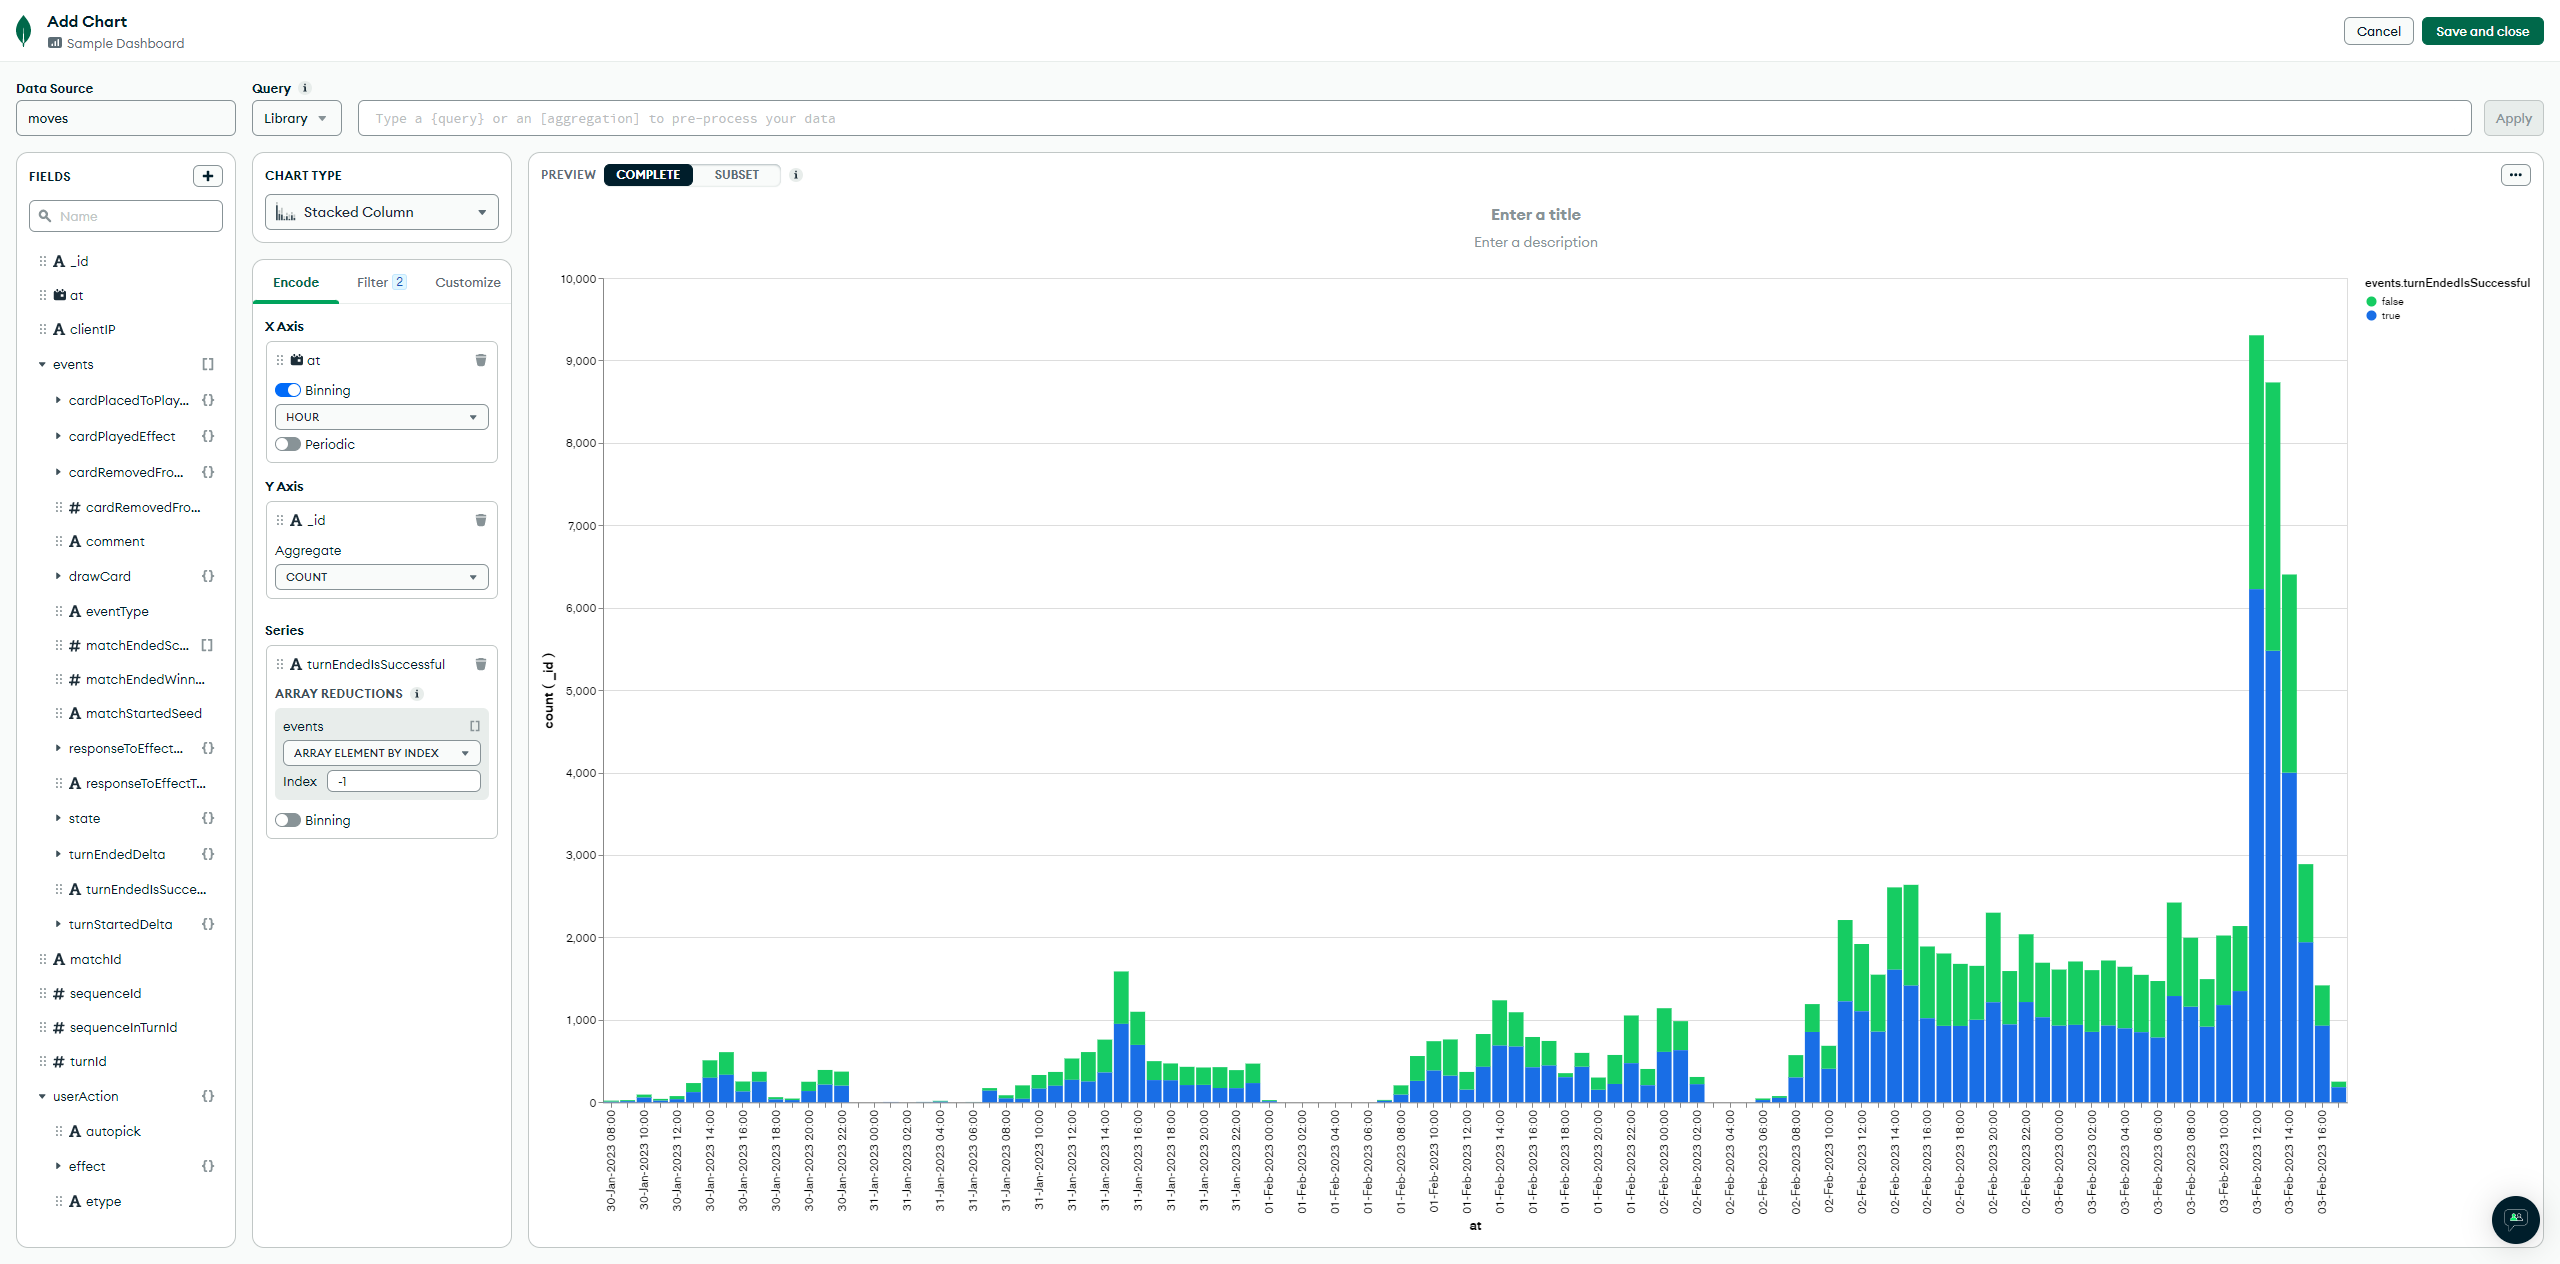 Add Chart
Sample Dashboard
Cancel
Save and close
Data Source
Query
moves
Library
Type a {query} or an [aggregation] to pre-process your data
Apply
FIELDS
Name
_id
at
clientIP
events
[]
cardPlacedToPlay...
{}
cardPlayedEffect
{}
cardRemovedFro...
{}
cardRemovedFro...
comment
drawCard
{}
eventType
matchEndedSc...
[]
matchEndedWinn...
matchStartedSeed
responseToEffect...
{}
responseToEffectT...
state
{}
turnEndedDelta
{}
turnEndedIsSucce...
turnStartedDelta
{}
matchId
sequenceId
sequenceInTurnId
turnId
userAction
{}
autopick
effect
{}
etype
CHART TYPE
Stacked Column
Encode
Filter 2
Customize
X Axis
at
Binning
HOUR
Periodic
Y Axis
_id
Aggregate
COUNT
Series
turnEndedIsSuccessful
ARRAY REDUCTIONS
events
[]
ARRAY ELEMENT BY INDEX
Index
-1
Binning
PREVIEW
COMPLETE
SUBSET
Enter a title
Enter a description
10,000
9,000
8,000
7,000
6,000
5,000
4,000
3,000
2,000
1,000
0
count ( _id )
30-Jan-2023 08:00
30-Jan-2023 10:00
30-Jan-2023 12:00
30-Jan-2023 14:00
30-Jan-2023 16:00
30-Jan-2023 18:00
30-Jan-2023 20:00
30-Jan-2023 22:00
31-Jan-2023 00:00
31-Jan-2023 02:00
31-Jan-2023 04:00
31-Jan-2023 06:00
31-Jan-2023 08:00
31-Jan-2023 10:00
31-Jan-2023 12:00
31-Jan-2023 14:00
31-Jan-2023 16:00
31-Jan-2023 18:00
31-Jan-2023 20:00
31-Jan-2023 22:00
01-Feb-2023 00:00
01-Feb-2023 02:00
01-Feb-2023 04:00
01-Feb-2023 06:00
01-Feb-2023 08:00
01-Feb-2023 10:00
01-Feb-2023 12:00
01-Feb-2023 14:00
01-Feb-2023 16:00
01-Feb-2023 18:00
01-Feb-2023 20:00
01-Feb-2023 22:00
02-Feb-2023 00:00
02-Feb-2023 02:00
02-Feb-2023 04:00
02-Feb-2023 06:00
02-Feb-2023 08:00
02-Feb-2023 10:00
02-Feb-2023 12:00
02-Feb-2023 14:00
02-Feb-2023 16:00
02-Feb-2023 18:00
02-Feb-2023 20:00
02-Feb-2023 22:00
03-Feb-2023 00:00
03-Feb-2023 02:00
03-Feb-2023 04:00
03-Feb-2023 06:00
03-Feb-2023 08:00
03-Feb-2023 10:00
03-Feb-2023 12:00
03-Feb-2023 14:00
03-Feb-2023 16:00
at
events.turnEndedIsSuccessful
false
true